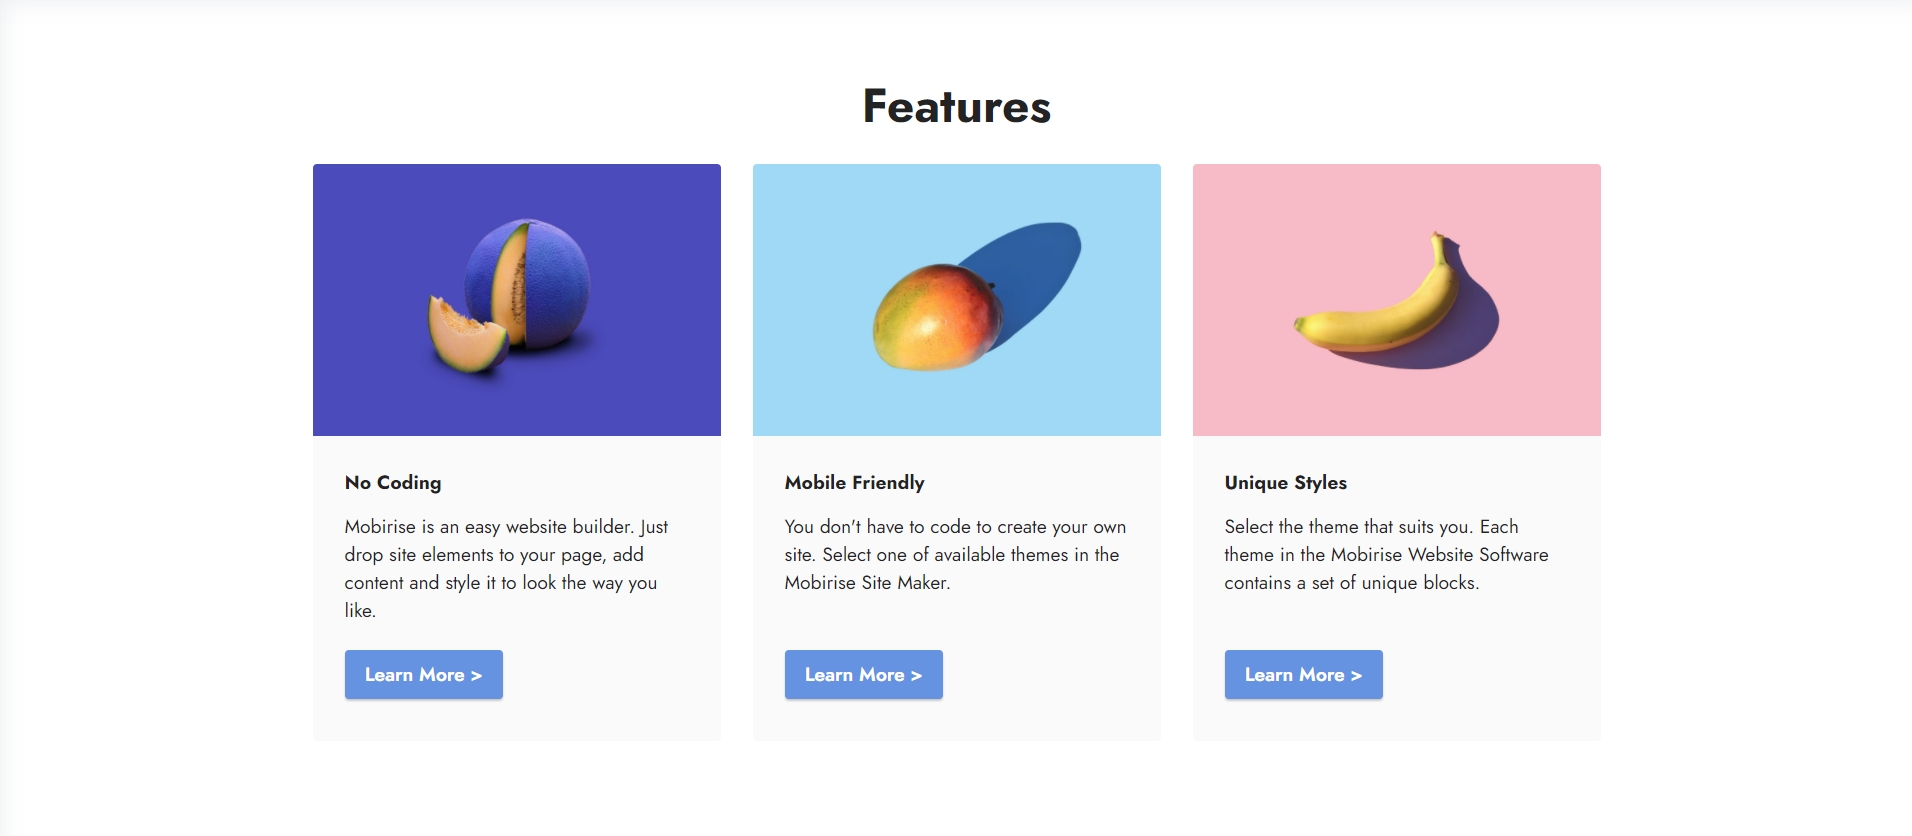 Features
No Coding
Mobirise is an easy website builder. Just
drop site elements to your page, add
content and style it to look the way you
like.
Learn More >
Mobile Friendly
You don't have to code to create your own
site. Select one of available themes in the
Mobirise Site Maker.
Learn More >
Unique Styles
Select the theme that suits you. Each
theme in the Mobirise Website Software
contains a set of unique blocks.
Learn More >